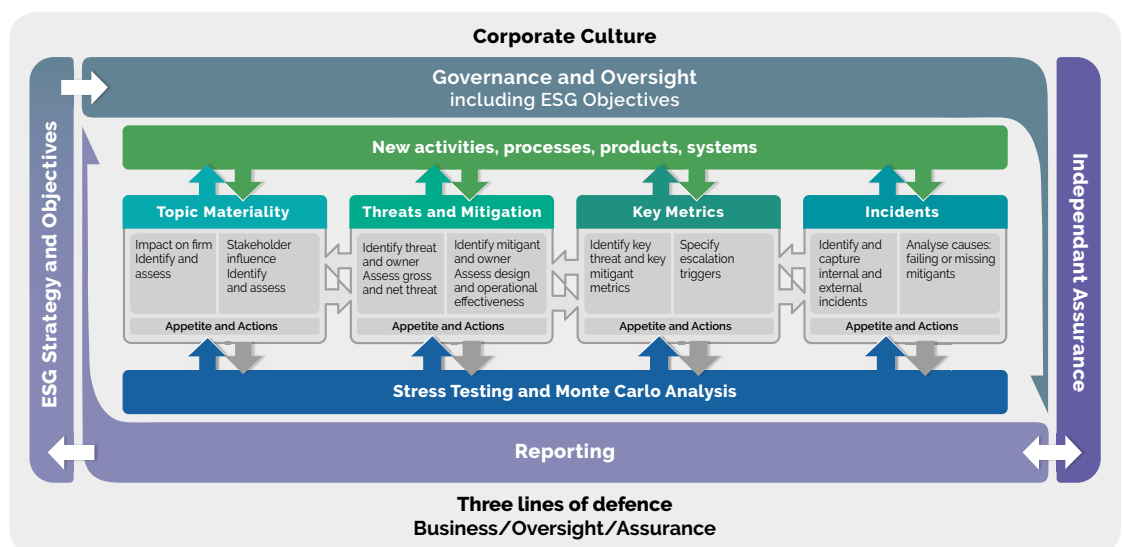 Corporate Culture
Governance and Oversight
including ESG Objectives
ESG Strategy and Objectives
Independant Assurance
New activities, processes, products, systems
Topic Materiality
Impact on firm
Identify and
assess
Stakeholder
influence
Identify
and assess
Appetite and Actions
Threats and Mitigation
Identify threat
and owner
Assess gross
and net threat
Identify mitigant
and owner
Assess design
and operational
effectiveness
Appetite and Actions
Key Metrics
Identify key
threat and key
mitigant
metrics
Specify
escalation
triggers
Appetite and Actions
Incidents
Identify and
capture
internal and
external
incidents
Analyse causes:
failing or missing
mitigants
Appetite and Actions
Stress Testing and Monte Carlo Analysis
Reporting
Three lines of defence
Business/Oversight/Assurance